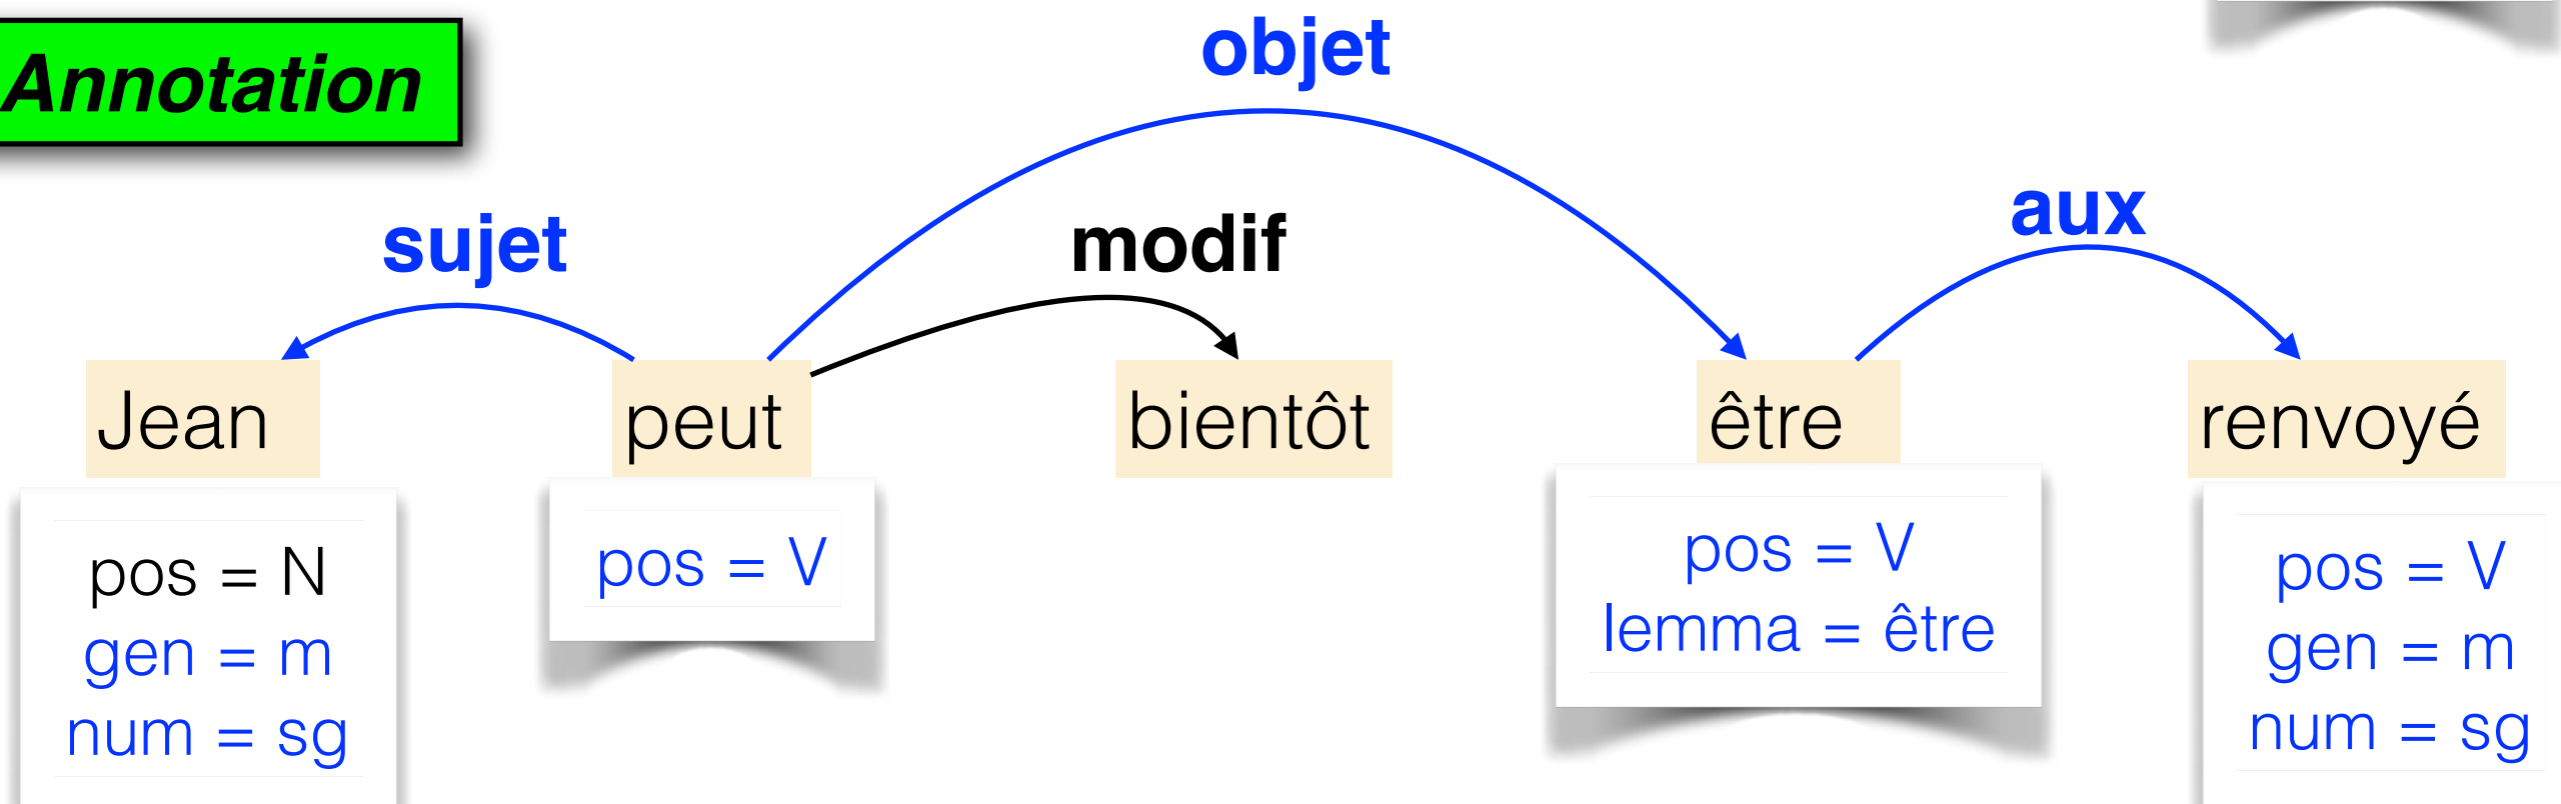 Annotation
objet
sujet
modif
aux
Jean peut bientôt être renvoyé
pos = N
gen = m
num = sg
pos = V
pos = V
lemma = être
pos = V
gen = m
num = sg